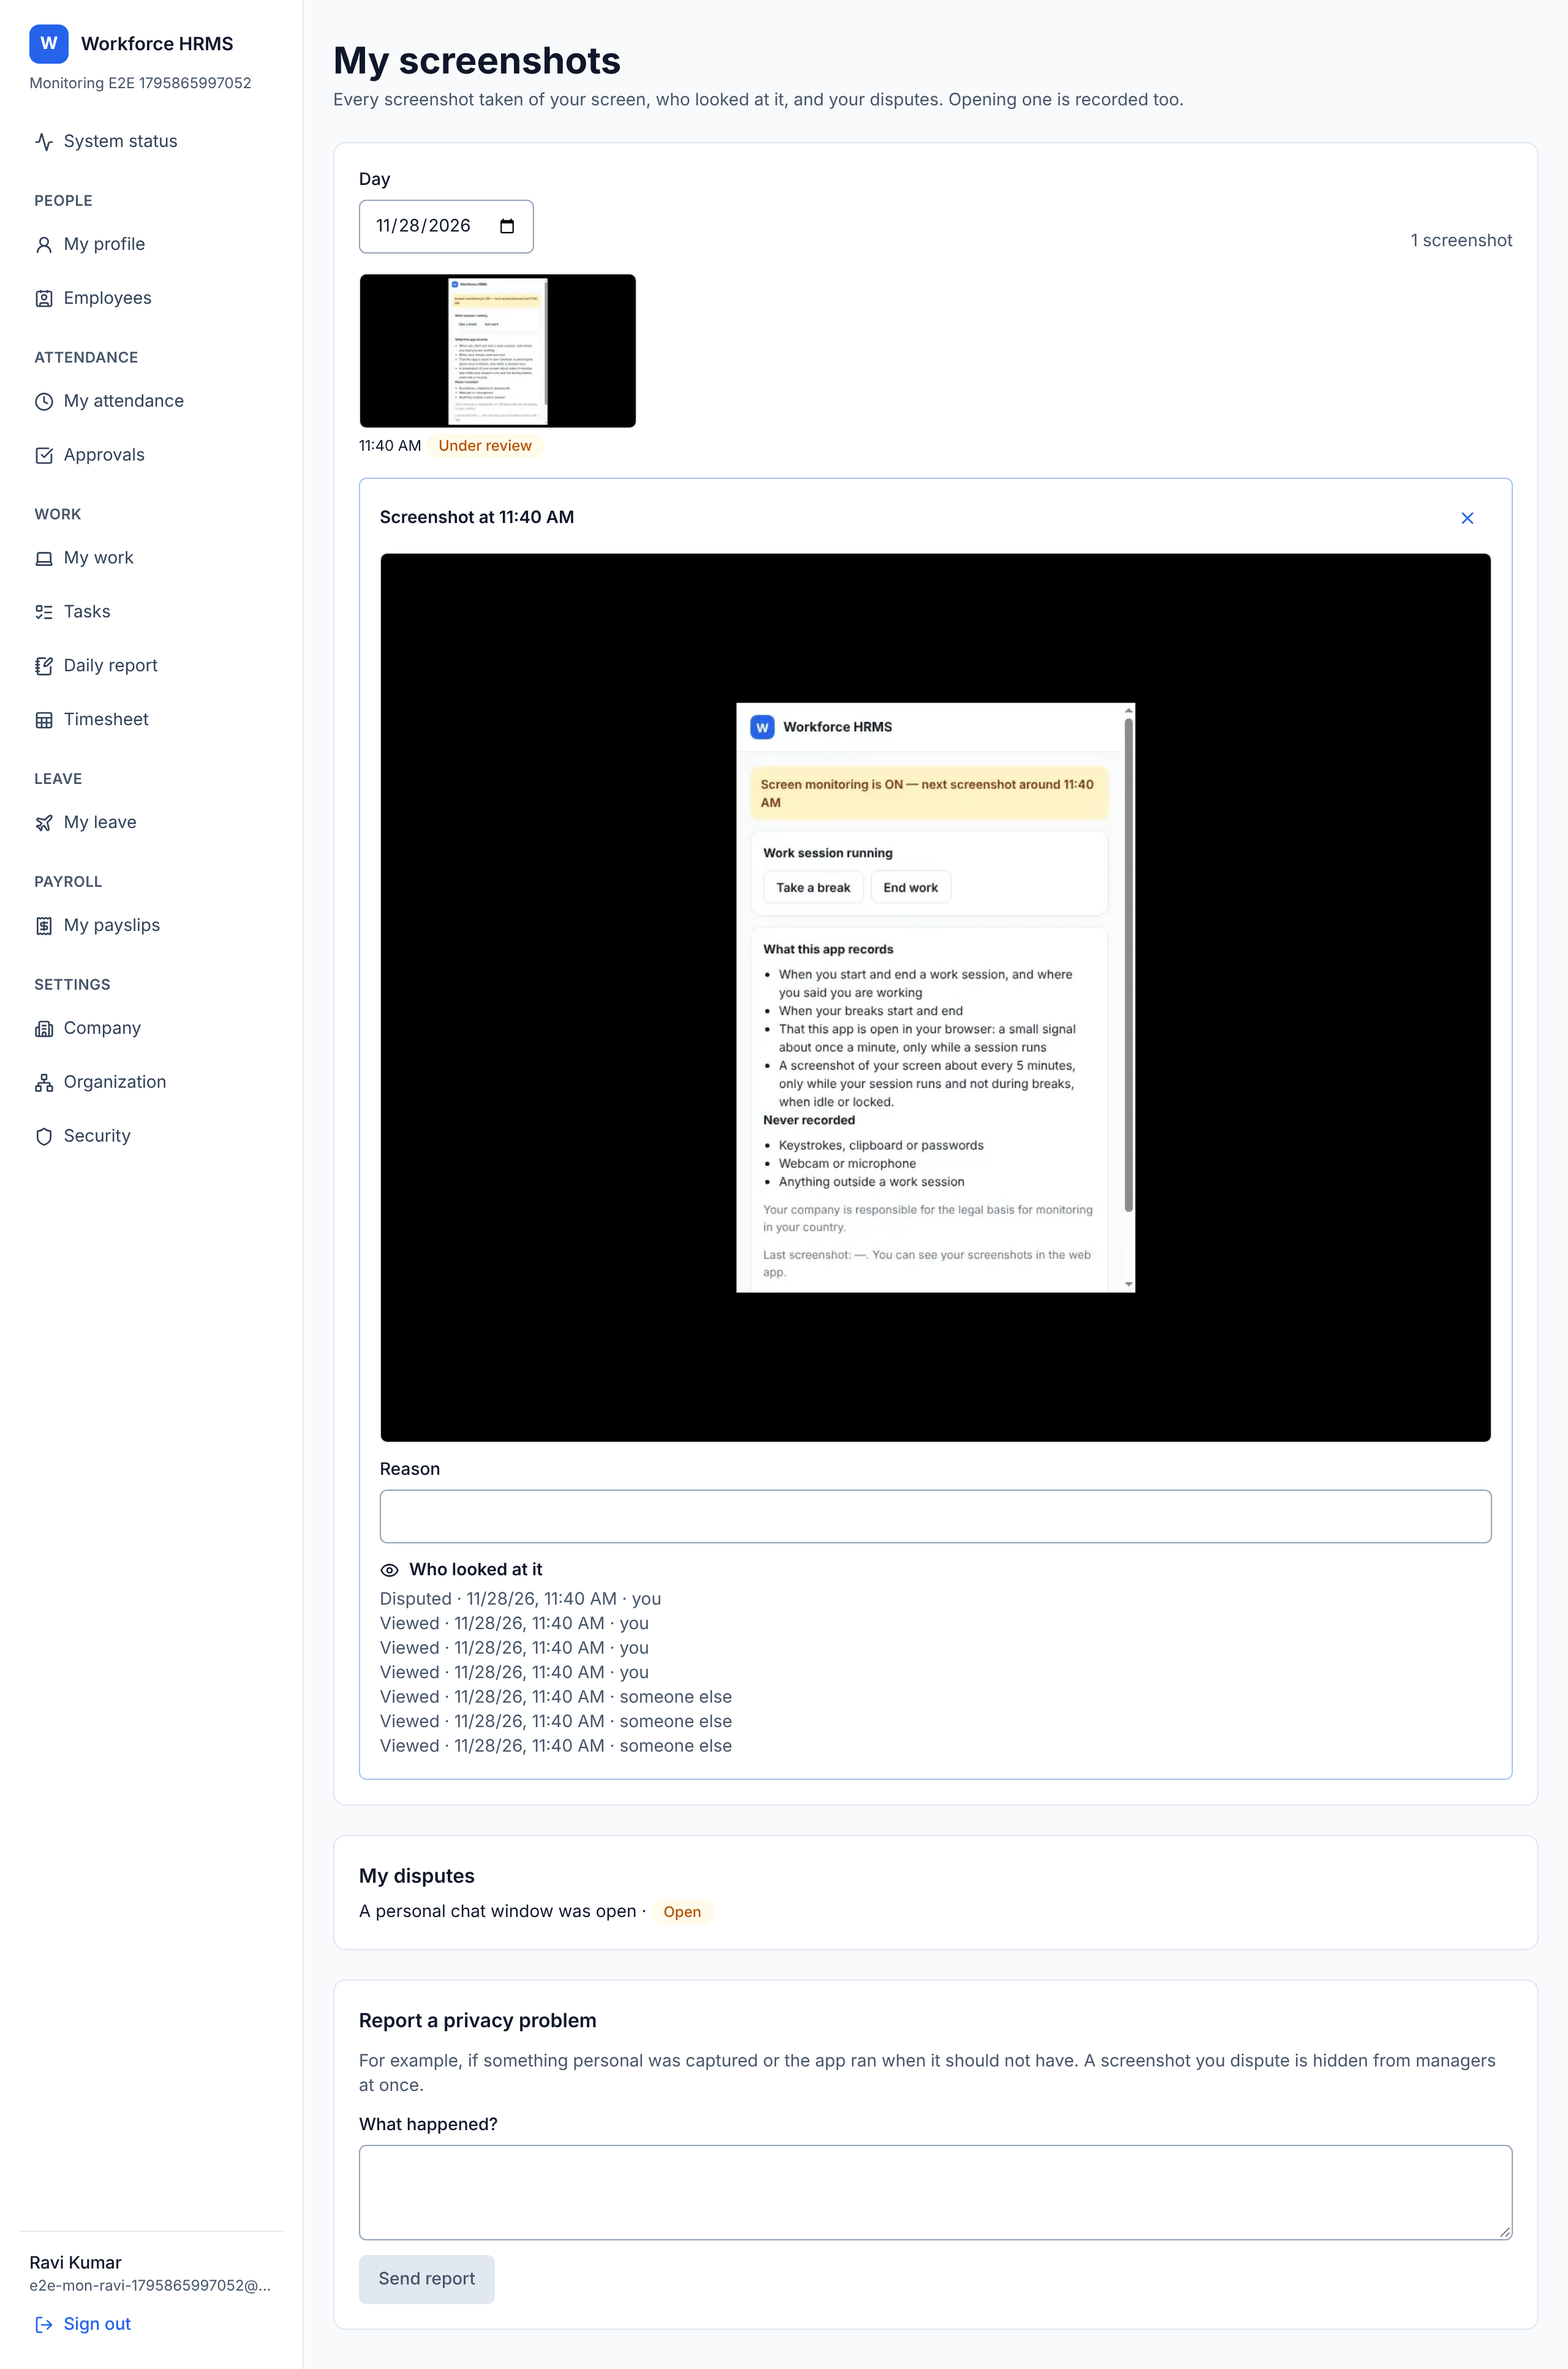 W Workforce HRMS
Monitoring E2E 1795865997052
System status
PEOPLE
My profile
Employees
ATTENDANCE
My attendance
Approvals
WORK
My work
Tasks
Daily report
Timesheet
LEAVE
My leave
PAYROLL
My payslips
SETTINGS
Company
Organization
Security
Ravi Kumar
e2e-mon-ravi-1795865997052@...
Sign out
My screenshots
Every screenshot taken of your screen, who looked at it, and your disputes. Opening one is recorded too.
Day
11/28/2026
1 screenshot
11:40 AM Under review
Screenshot at 11:40 AM
W Workforce HRMS
Screen monitoring is ON — next screenshot around 11:40
AM
Work session running
Take a break End work
What this app records
• When you start and end a work session, and where
you said you are working
• When your breaks start and end
• That this app is open in your browser: a small signal
about once a minute, only while a session runs
• A screenshot of your screen about every 5 minutes,
only while your session runs and not during breaks,
when idle or locked.
Never recorded
• Keystrokes, clipboard or passwords
• Webcam or microphone
• Anything outside a work session
Your company is responsible for the legal basis for monitoring
in your country.
Last screenshot: —. You can see your screenshots in the web
app.
Reason
Who looked at it
Disputed · 11/28/26, 11:40 AM · you
Viewed · 11/28/26, 11:40 AM · you
Viewed · 11/28/26, 11:40 AM · you
Viewed · 11/28/26, 11:40 AM · you
Viewed · 11/28/26, 11:40 AM · someone else
Viewed · 11/28/26, 11:40 AM · someone else
Viewed · 11/28/26, 11:40 AM · someone else
My disputes
A personal chat window was open · Open
Report a privacy problem
For example, if something personal was captured or the app ran when it should not have. A screenshot you dispute is hidden from managers
at once.
What happened?
Send report